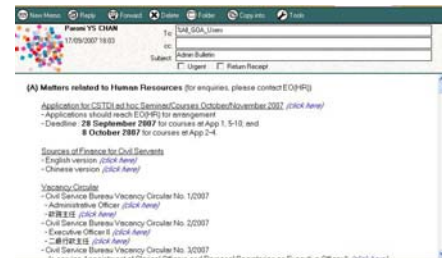 New Memo Reply Forward Delete Folder Copy into Tools
Pammi YS CHAN
17/09/2007 18:03
To:
cc:
Subject: Admin Bulletin
Urgent Return Receipt
(A) Matters related to Human Resources (for enquiries, please contact EO(HR))
Application for CSTDI ad hoc Seminar/Courses October/November 2007 (click here)
- Applications should reach EO(HR) for arrangement
- Deadline: 28 September 2007 for courses at App 1, 5-10, and
8 October 2007 for courses at App 2-4.
Sources of Finance for Civil Servants
- English version (click here)
- Chinese version (click here)
Vacancy Circular
- Civil Service Bureau Vacancy Circular No. 1/2007
- Administrative Officer (click here)
- 政務主任 (click here)
- Civil Service Bureau Vacancy Circular No. 2/2007
- Executive Officer II (click here)
- 二級行政主任 (click here)
- Civil Service Bureau Vacancy Circular No. 3/2007